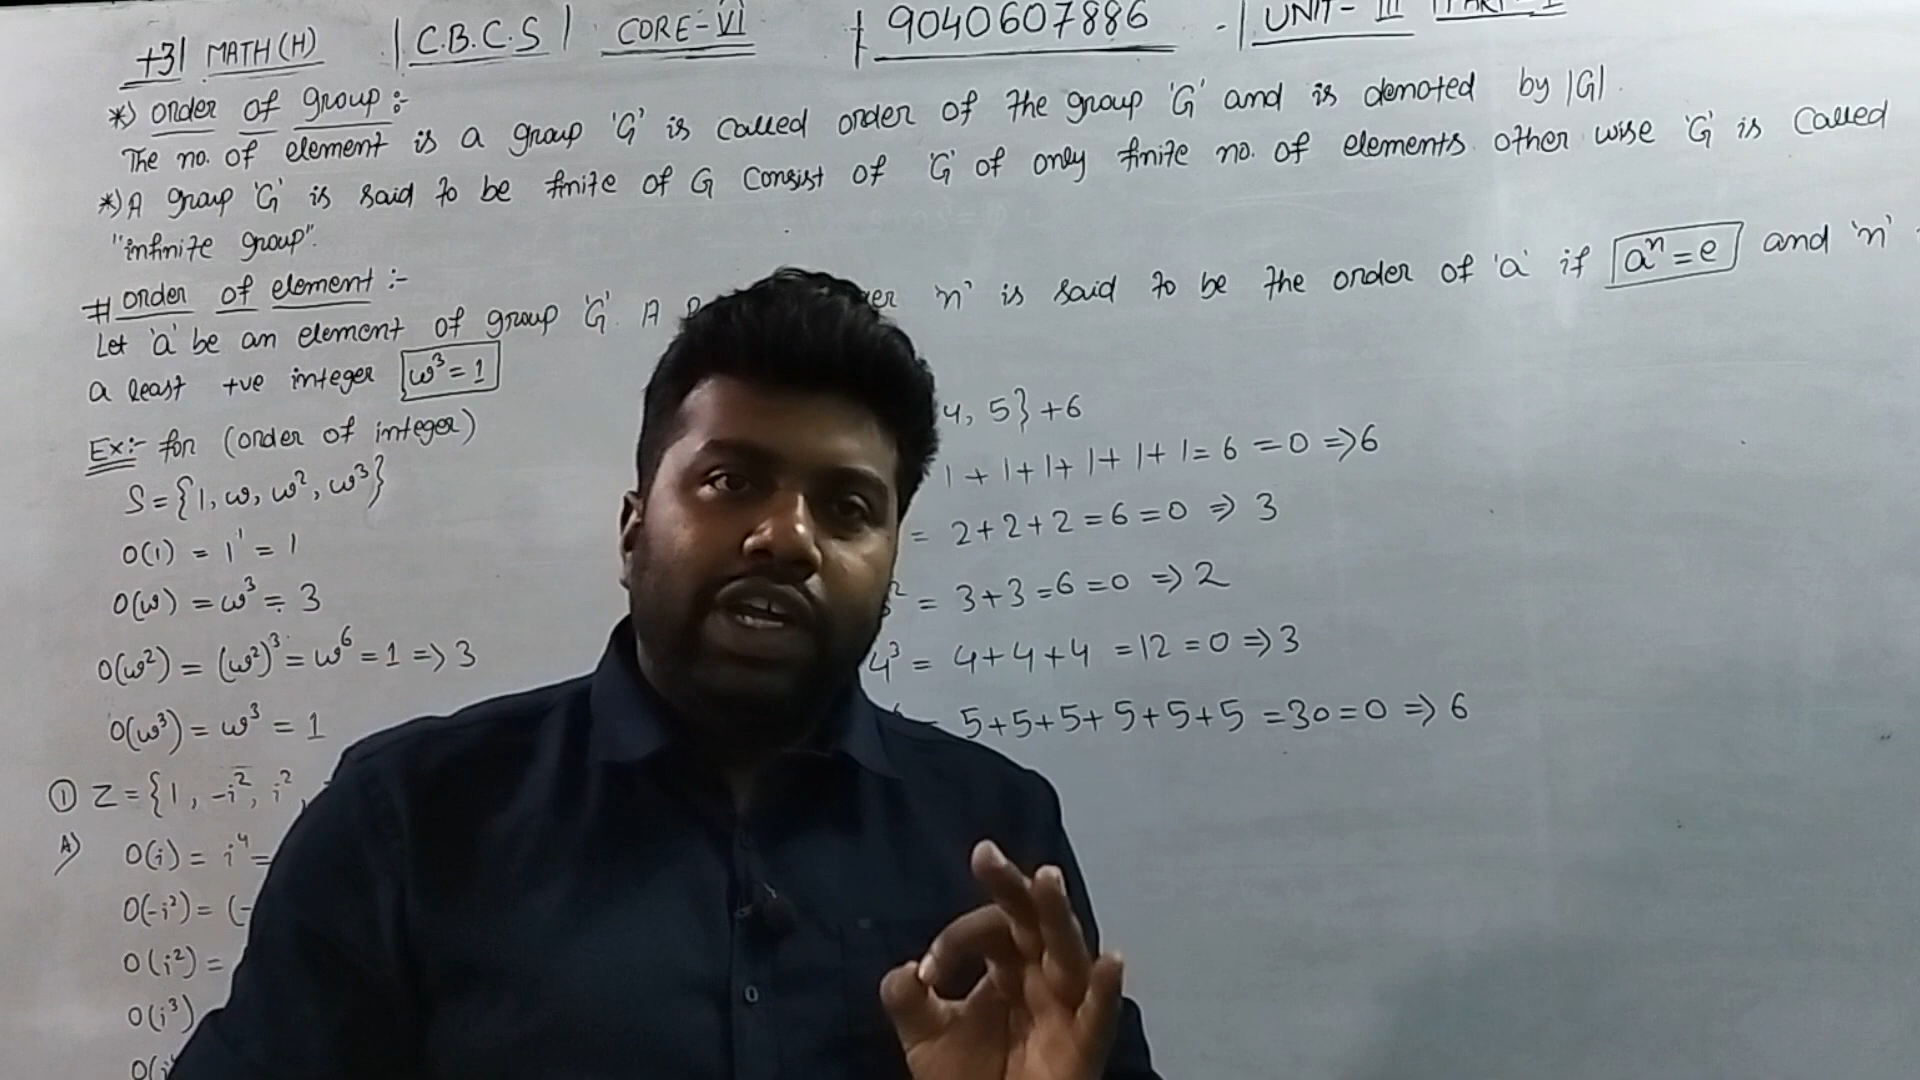 +3 | MATH (H) | C.B.C.S | CORE-VI | 9040607886 - | UNIT- III | PART- I
*) order of group :-
The no. of element is a group 'G' is called order of the group 'G' and is denoted by |G|.
*) A group 'G' is said to be finite of G consist of 'G' of only finite no. of elements other wise 'G' is called
"infinite group".
# order of element :-
Let 'a' be an element of group 'G'. A 'n' is said to be the order of 'a' if aⁿ = e and 'n'
a least +ve integer ω³ = 1
Ex:- for (order of integer)
S = {1, ω, ω², ω³}
O(1) = 1¹ = 1
O(ω) = ω³ = 3
O(ω²) = (ω²)³ = ω⁶ = 1 => 3
O(ω³) = ω³ = 1
① Z = {1, -i², i²,
A) O(i) = i⁴ =
O(-i²) = (-
O(i²) =
O(i³)
4, 5} +6
1 + 1 + 1 + 1 + 1 + 1 = 6 = 0 => 6
= 2+2+2 = 6 = 0 => 3
² = 3+3 = 6 = 0 => 2
4³ = 4+4+4 = 12 = 0 => 3
5+5+5+5+5+5 = 30 = 0 => 6